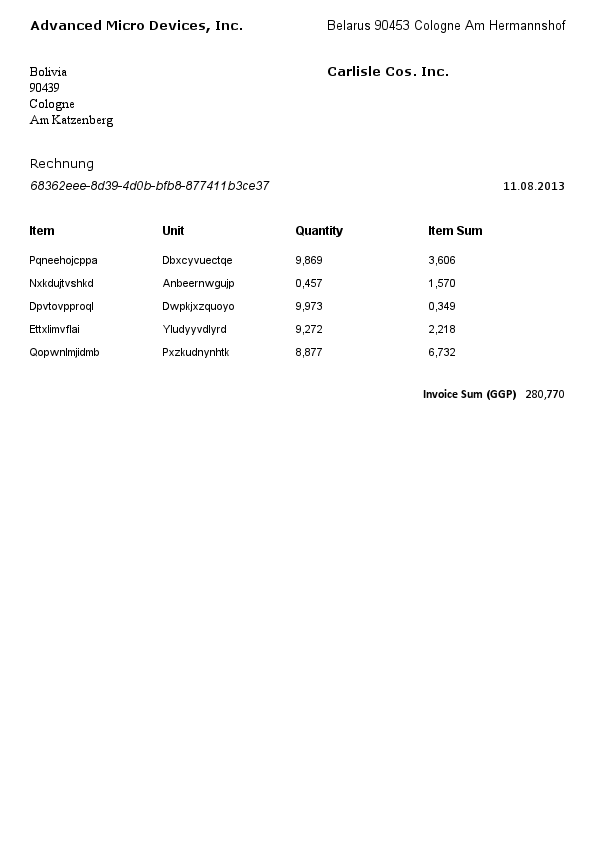 Advanced Micro Devices, Inc.
Belarus 90453 Cologne Am Hermannshof
Bolivia
90439
Cologne
Am Katzenberg
Carlisle Cos. Inc.
Rechnung
68362eee-8d39-4d0b-bfb8-877411b3ce37
11.08.2013
Item Unit Quantity Item Sum
Pqneehojcppa Dbxcyvuectqe 9,869 3,606
Nxkdujtvshkd Anbeernwgujp 0,457 1,570
Dpvtovpproql Dwpkjxzquoyo 9,973 0,349
Ettxlimvflai Yludyyvdlyrd 9,272 2,218
Qopwnlmjidmb Pxzkudnynhtk 8,877 6,732
Invoice Sum (GGP) 280,770